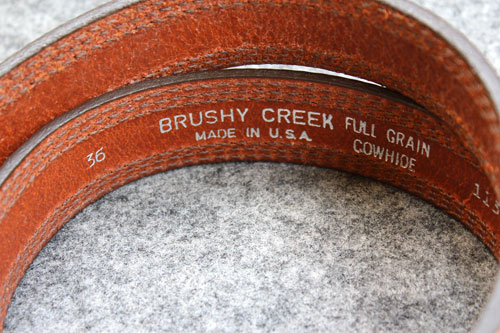 36
BRUSHY CREEK
MADE IN U.S.A.
FULL GRAIN
COWHIDE